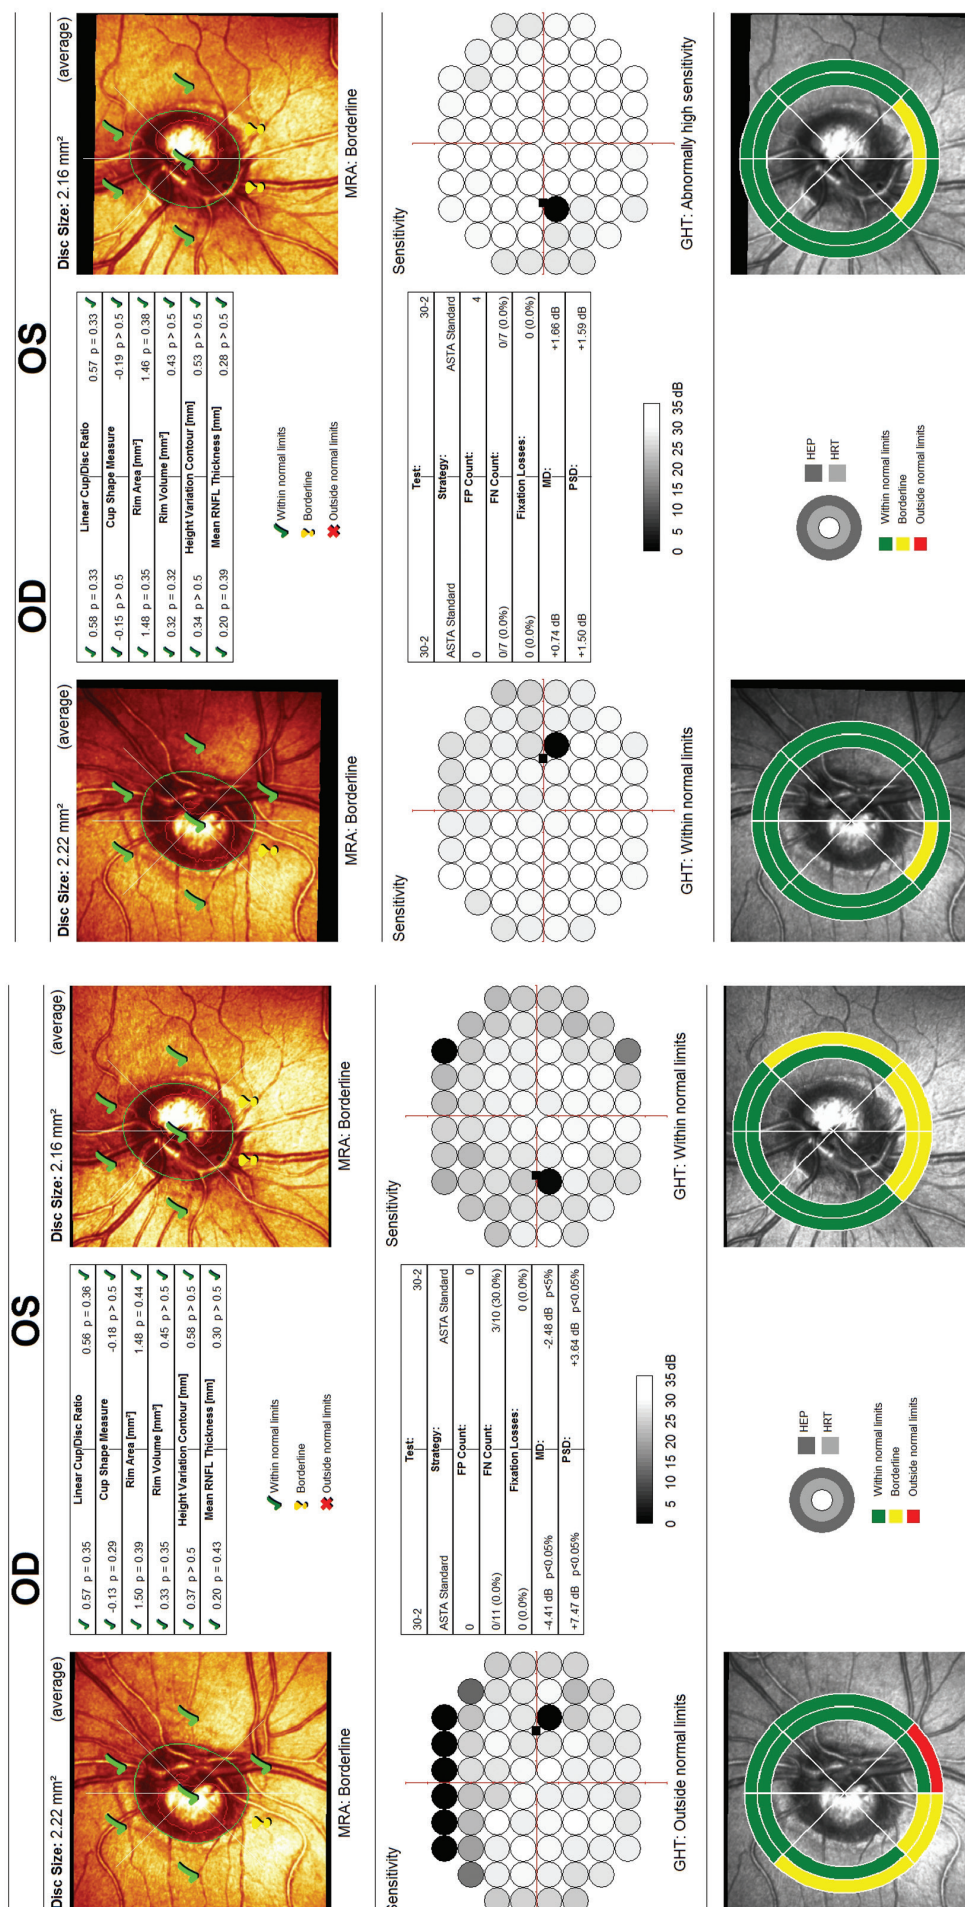 OD OS
Disc Size: 2.22 mm² (average)
Disc Size: 2.16 mm² (average)
0.57 p = 0.35 Linear Cup/Disc Ratio 0.56 p = 0.36
-0.13 p = 0.29 Cup Shape Measure -0.18 p > 0.5
1.50 p = 0.39 Rim Area [mm²] 1.48 p = 0.44
0.33 p = 0.35 Rim Volume [mm³] 0.45 p > 0.5
0.37 p > 0.5 Height Variation Contour [mm] 0.58 p > 0.5
0.20 p = 0.43 Mean RNFL Thickness [mm] 0.30 p > 0.5
Within normal limits
Borderline
Outside normal limits
MRA: Borderline
MRA: Borderline
Sensitivity
Sensitivity
30-2 Test: 30-2
ASTA Standard Strategy: ASTA Standard
0 FP Count: 0
0/11 (0.0%) FN Count: 3/10 (30.0%)
0 (0.0%) Fixation Losses: 0 (0.0%)
-4.41 dB p<0.05% MD: -2.48 dB p<5%
+7.47 dB p<0.05% PSD: +3.64 dB p<0.05%
0 5 10 15 20 25 30 35 dB
GHT: Outside normal limits
GHT: Within normal limits
HEP
HRT
Within normal limits
Borderline
Outside normal limits
OD OS
Disc Size: 2.22 mm² (average)
Disc Size: 2.16 mm² (average)
0.58 p = 0.33 Linear Cup/Disc Ratio 0.57 p = 0.33
-0.15 p > 0.5 Cup Shape Measure -0.19 p > 0.5
1.48 p = 0.35 Rim Area [mm²] 1.46 p = 0.38
0.32 p = 0.32 Rim Volume [mm³] 0.43 p > 0.5
0.34 p > 0.5 Height Variation Contour [mm] 0.53 p > 0.5
0.20 p = 0.39 Mean RNFL Thickness [mm] 0.28 p > 0.5
Within normal limits
Borderline
Outside normal limits
MRA: Borderline
MRA: Borderline
Sensitivity
Sensitivity
30-2 Test: 30-2
ASTA Standard Strategy: ASTA Standard
0 FP Count: 4
0/7 (0.0%) FN Count: 0/7 (0.0%)
0 (0.0%) Fixation Losses: 0 (0.0%)
+0.74 dB MD: +1.66 dB
+1.50 dB PSD: +1.59 dB
0 5 10 15 20 25 30 35 dB
GHT: Within normal limits
GHT: Abnormally high sensitivity
HEP
HRT
Within normal limits
Borderline
Outside normal limits